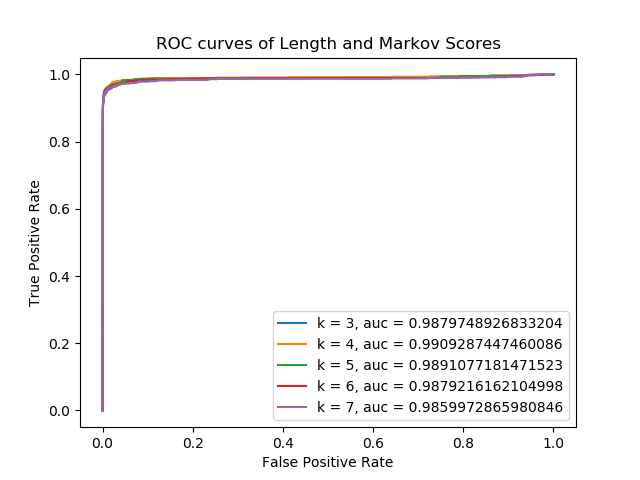 ROC curves of Length and Markov Scores
1.0
0.8
0.6
0.4
0.2
0.0
True Positive Rate
k = 3, auc = 0.9879748926833204
k = 4, auc = 0.9909287447460086
k = 5, auc = 0.9891077181471523
k = 6, auc = 0.9879216162104998
k = 7, auc = 0.9859972865980846
0.0 0.2 0.4 0.6 0.8 1.0
False Positive Rate